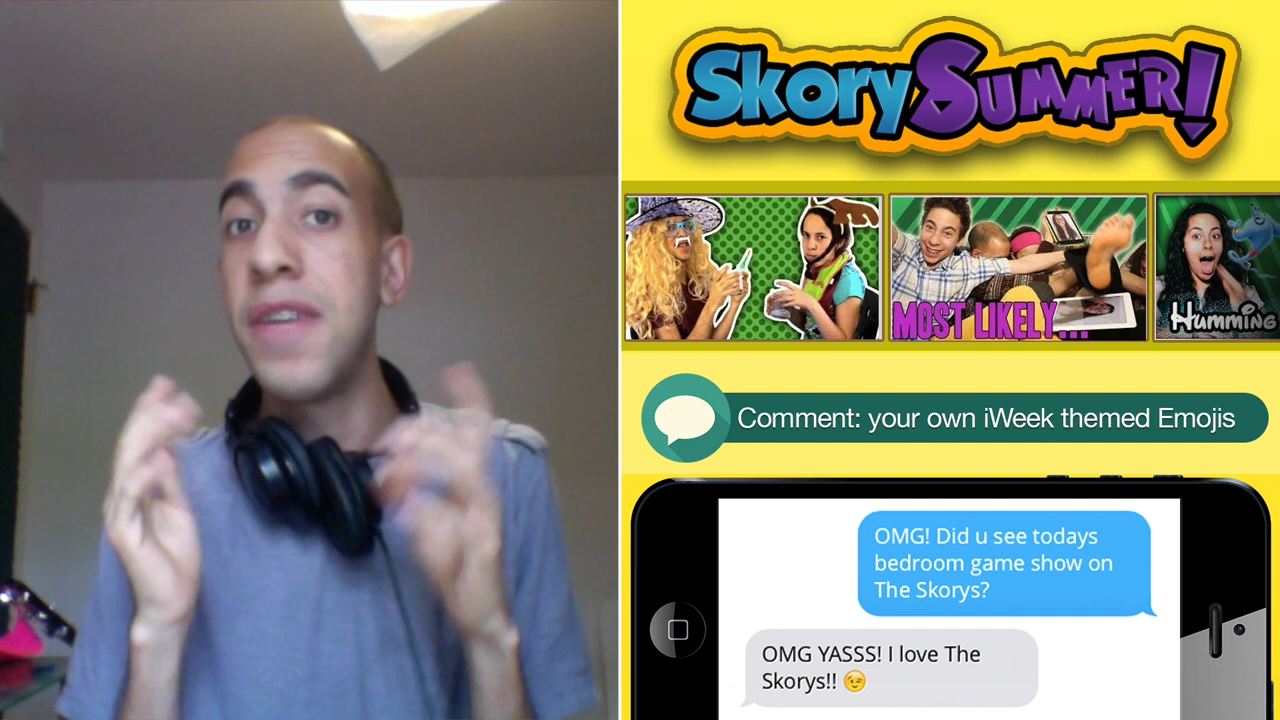 SkorySummer!
MOST LIKELY...
Humming
Comment: your own iWeek themed Emojis
OMG! Did u see todays
bedroom game show on
The Skorys?
OMG YASSS! I love The
Skorys!! 😉